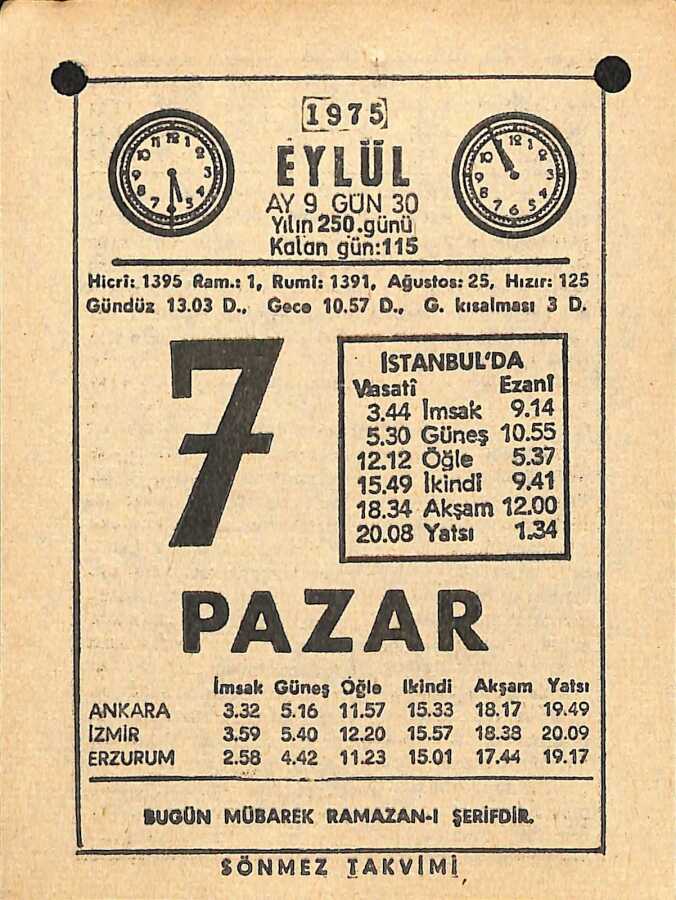 1975
EYLÜL
AY 9 GÜN 30
Yılın 250.günü
Kalan gün:115
Hicrî: 1395 Ram.: 1, Rumî: 1391, Ağustos: 25, Hızır: 125
Gündüz 13.03 D., Gece 10.57 D., G. kısalması 3 D.
7
İSTANBUL'DA
Vasatî Ezanî
3.44 İmsak 9.14
5.30 Güneş 10.55
12.12 Öğle 5.37
15.49 İkindi 9.41
18.34 Akşam 12.00
20.08 Yatsı 1.34
PAZAR
İmsak Güneş Öğle İkindi Akşam Yatsı
ANKARA 3.32 5.16 11.57 15.33 18.17 19.49
İZMİR 3.59 5.40 12.20 15.57 18.38 20.09
ERZURUM 2.58 4.42 11.23 15.01 17.44 19.17
BUGÜN MÜBAREK RAMAZAN-I ŞERİFDİR.
SÖNMEZ TAKVİMİ